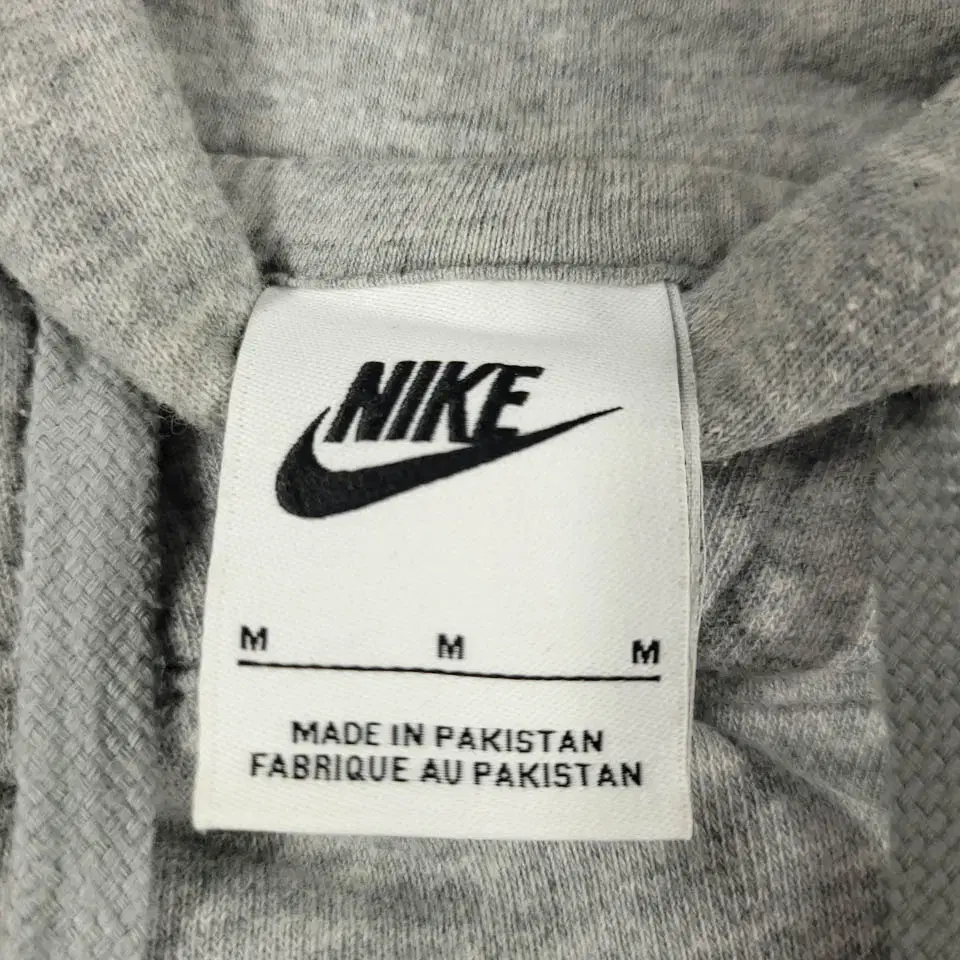 NIKE
M M M
MADE IN PAKISTAN
FABRIQUE AU PAKISTAN